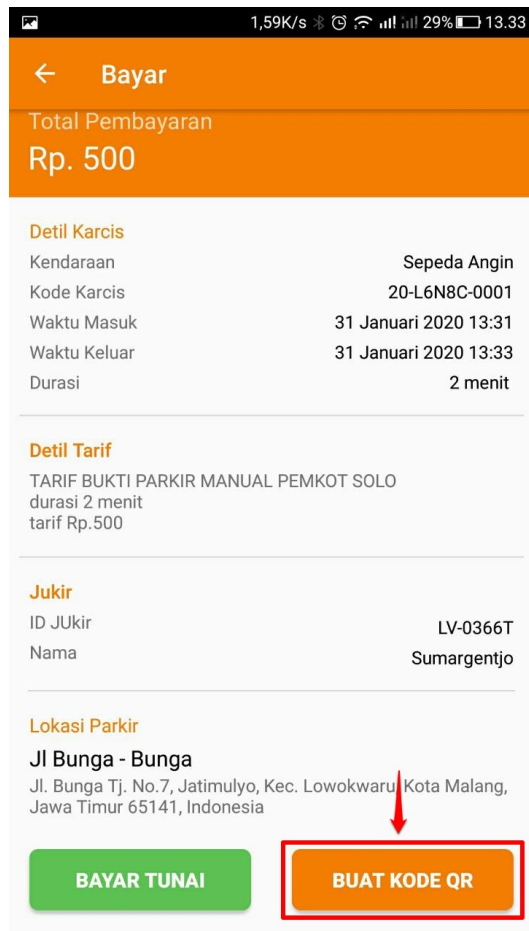 1,59K/s 29% 13.33
Bayar
Total Pembayaran
Rp. 500
Detil Karcis
Kendaraan Sepeda Angin
Kode Karcis 20-L6N8C-0001
Waktu Masuk 31 Januari 2020 13:31
Waktu Keluar 31 Januari 2020 13:33
Durasi 2 menit
Detil Tarif
TARIF BUKTI PARKIR MANUAL PEMKOT SOLO
durasi 2 menit
tarif Rp.500
Jukir
ID JUkir LV-0366T
Nama Sumargentjo
Lokasi Parkir
Jl Bunga - Bunga
Jl. Bunga Tj. No.7, Jatimulyo, Kec. Lowokwaru, Kota Malang,
Jawa Timur 65141, Indonesia
BAYAR TUNAI BUAT KODE QR